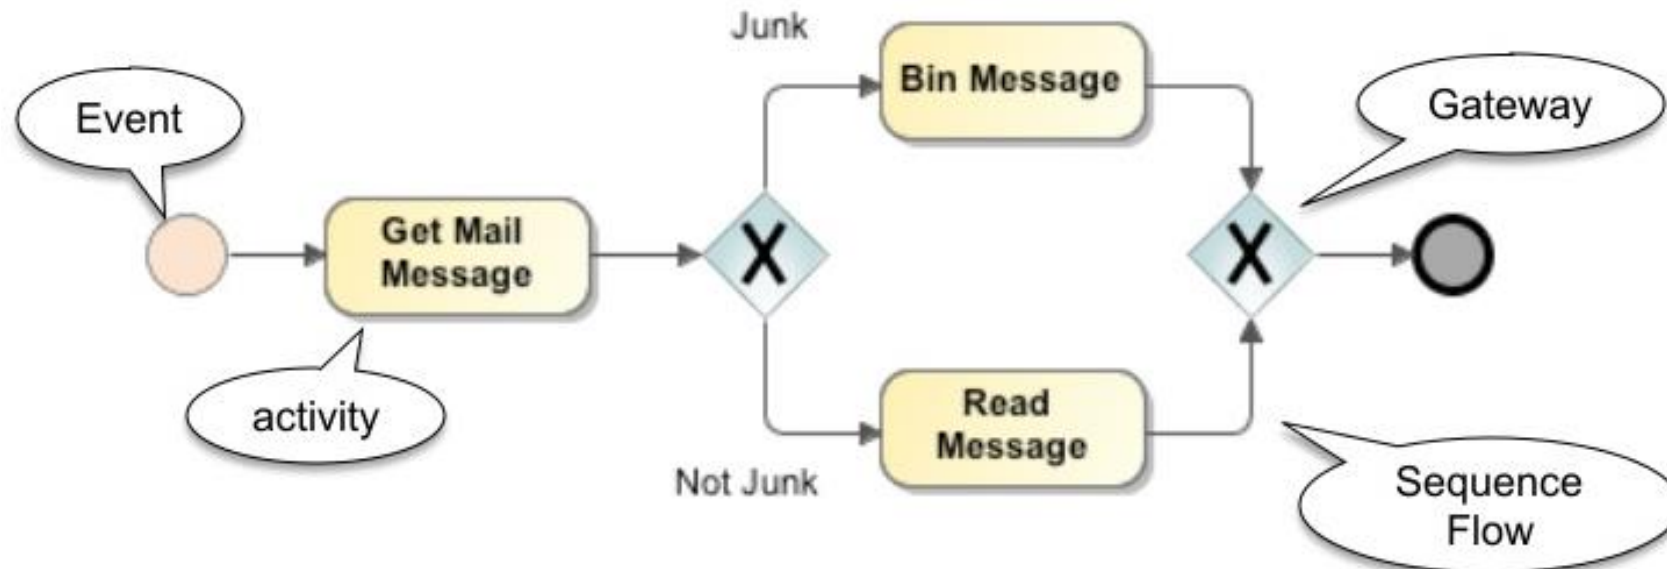 Junk
Bin Message
Event
Gateway
Get Mail
Message
X
X
activity
Read
Message
Not Junk
Sequence
Flow